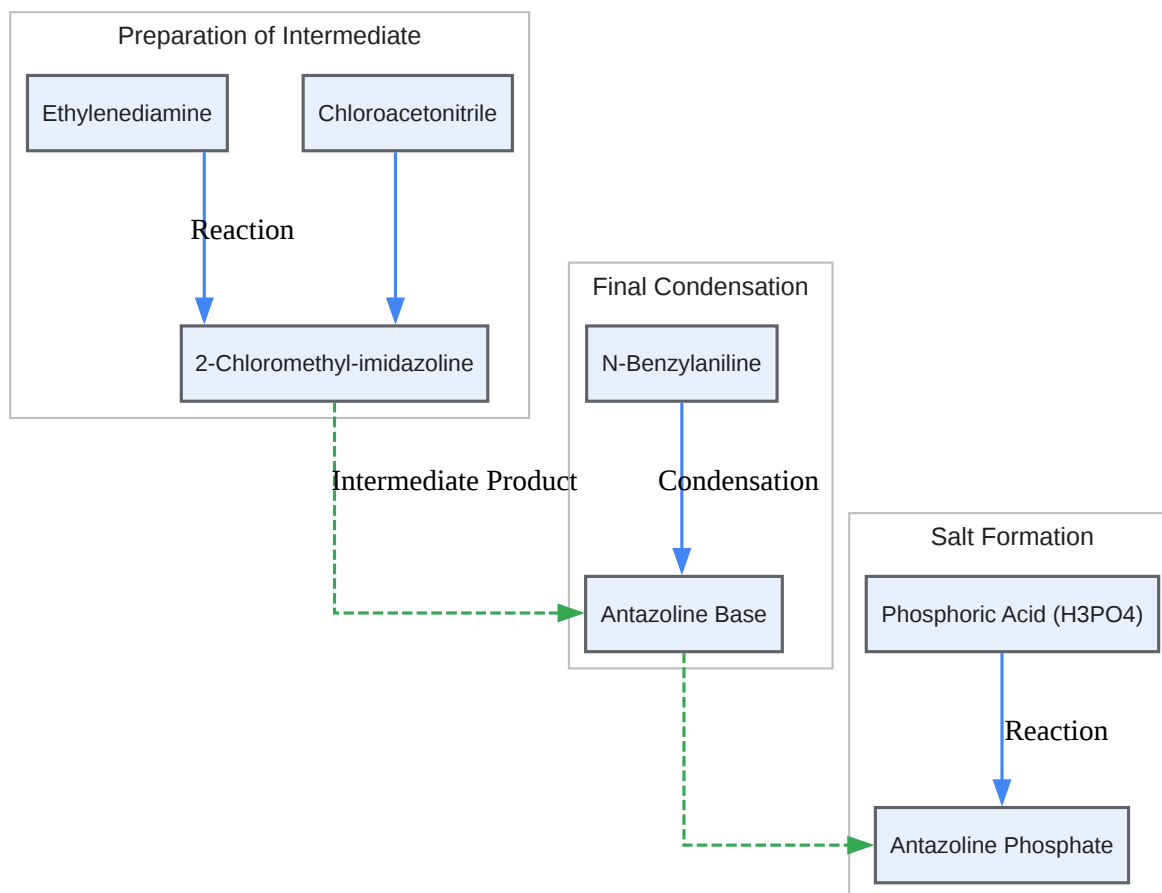 Preparation of Intermediate
Ethylenediamine
Chloroacetonitrile
Reaction
2-Chloromethyl-imidazoline
Intermediate Product
Final Condensation
N-Benzylaniline
Condensation
Antazoline Base
Salt Formation
Phosphoric Acid (H3PO4)
Reaction
Antazoline Phosphate